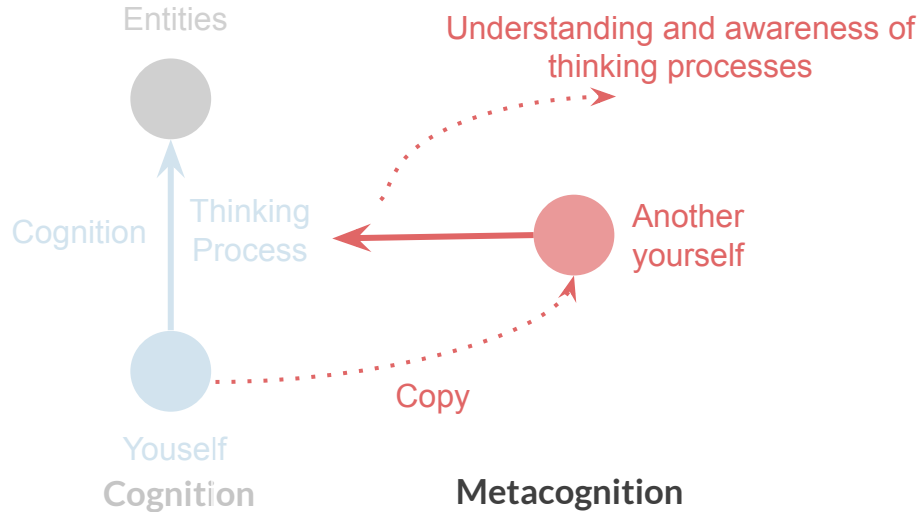 Entities
Understanding and awareness of
thinking processes
Cognition
Thinking
Process
Another
yourself
Copy
Youself
Cognition
Metacognition